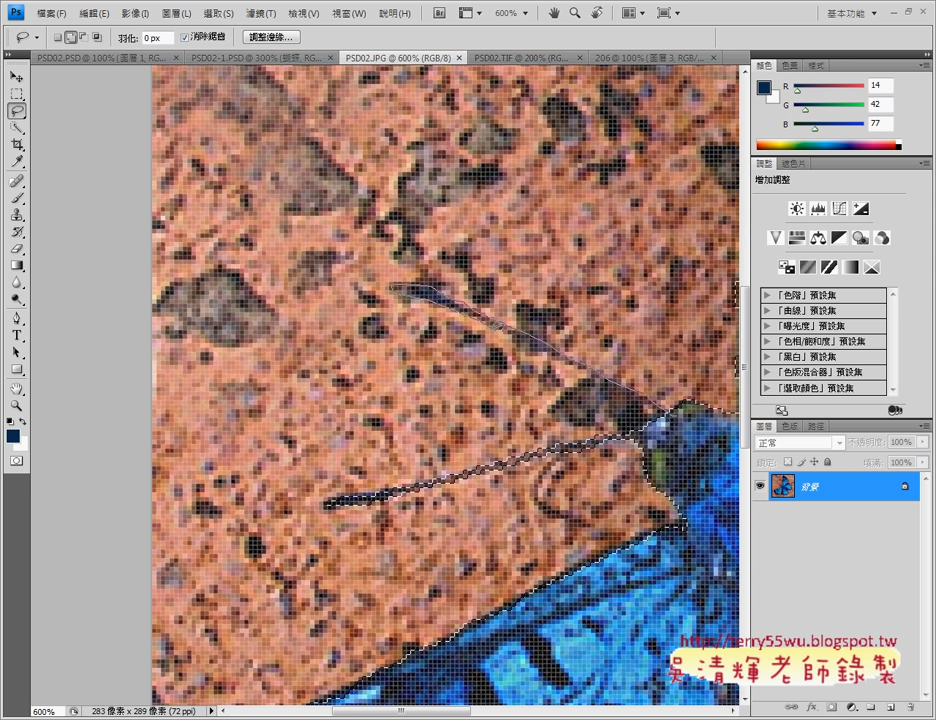 Ps 檔案(F) 編輯(E) 影像(I) 圖層(L) 選取(S) 濾鏡(T) 檢視(V) 視窗(W) 說明(H) Br 600% 基本功能
羽化: 0 px 消除鋸齒 調整邊緣...
PSD02.PSD @ 100% (圖層 1, RG... × PSD02-1.PSD @ 300% (蝴蝶, RG... × PSD02.JPG @ 600% (RGB/8) × PSD02.TIF @ 200% (RG... × 206 @ 100% (圖層 3, RGB/... ×
顏色 色票 樣式
R 14
G 42
B 77
調整 遮色片
增加調整
「色階」預設集
「曲線」預設集
「曝光度」預設集
「色相/飽和度」預設集
「黑白」預設集
「色版混合器」預設集
「選取顏色」預設集
圖層 色版 路徑
正常 不透明度: 100%
鎖定: 填滿: 100%
背景
http://terry55wu.blogspot.tw
吳清輝老師錄製
600% 283 像素 x 289 像素 (72 ppi)